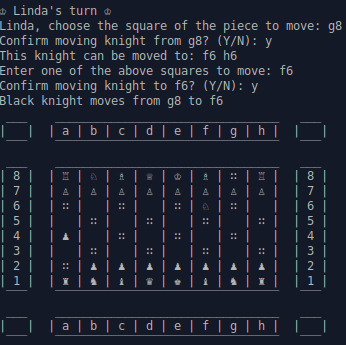 ♔ Linda's turn ♔
Linda, choose the square of the piece to move: g8
Confirm moving knight from g8? (Y/N): y
This knight can be moved to: f6 h6
Enter one of the above squares to move: f6
Confirm moving knight to f6? (Y/N): y
Black knight moves from g8 to f6
| | | a | b | c | d | e | f | g | h | | |
| 8 | | ♖ | ♘ | ♗ | ♕ | ♔ | ♗ | :: | ♖ | | 8 |
| 7 | | ♙ | ♙ | ♙ | ♙ | ♙ | ♙ | ♙ | ♙ | | 7 |
| 6 | | :: |   | :: |   | :: | ♘ | :: |   | | 6 |
| 5 | |   | :: |   | :: |   | :: |   | :: | | 5 |
| 4 | | ♟ |   | :: |   | :: |   | :: |   | | 4 |
| 3 | |   | :: |   | :: |   | :: |   | :: | | 3 |
| 2 | | :: | ♟ | ♟ | ♟ | ♟ | ♟ | ♟ | ♟ | | 2 |
| 1 | | ♜ | ♞ | ♝ | ♛ | ♚ | ♝ | ♞ | ♜ | | 1 |
| | | a | b | c | d | e | f | g | h | | |